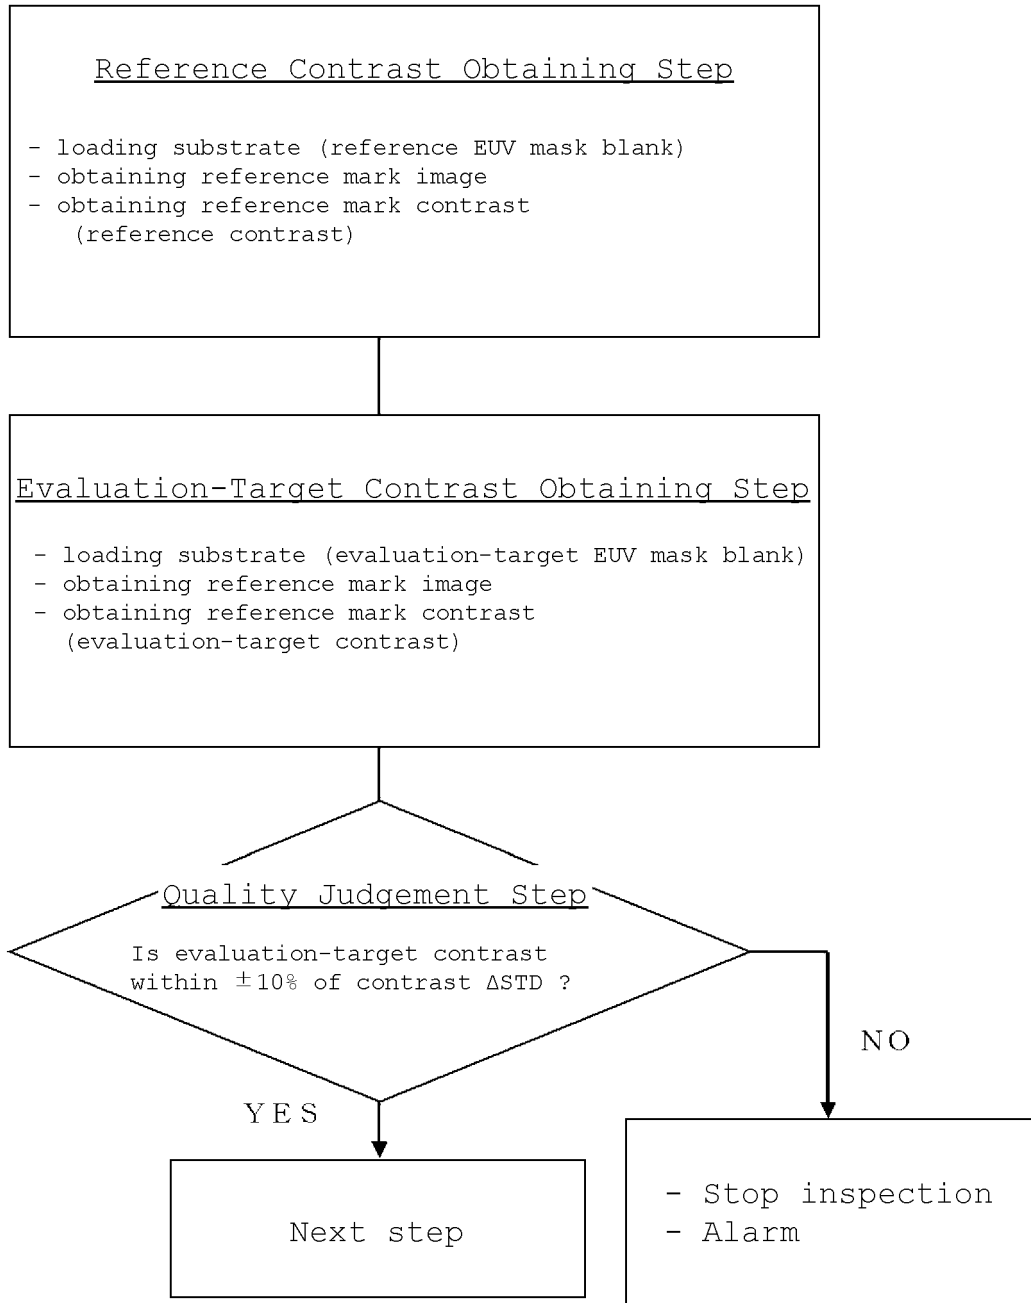 Reference Contrast Obtaining Step
- loading substrate (reference EUV mask blank)
- obtaining reference mark image
- obtaining reference mark contrast
(reference contrast)
Evaluation-Target Contrast Obtaining Step
- loading substrate (evaluation-target EUV mask blank)
- obtaining reference mark image
- obtaining reference mark contrast
(evaluation-target contrast)
Quality Judgement Step
Is evaluation-target contrast
within ±10% of contrast ΔSTD ?
NO
YES
Next step
- Stop inspection
- Alarm